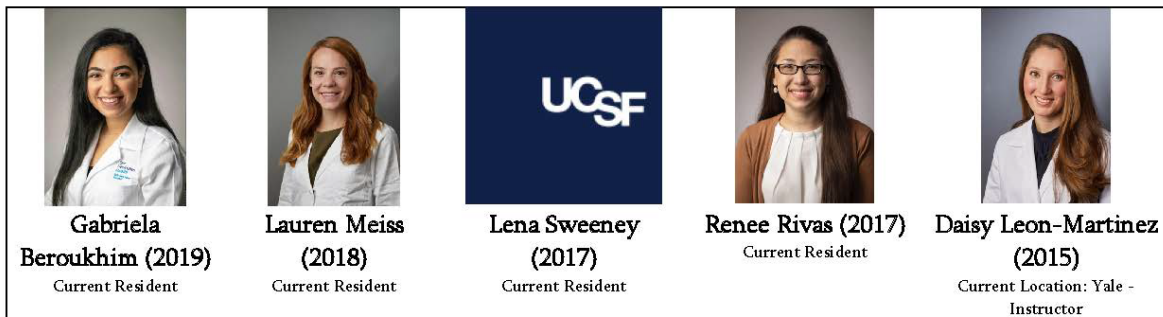 UCSF
Gabriela
Beroukhim (2019)
Current Resident
Lauren Meiss
(2018)
Current Resident
Lena Sweeney
(2017)
Current Resident
Renee Rivas (2017)
Current Resident
Daisy Leon-Martinez
(2015)
Current Location: Yale -
Instructor